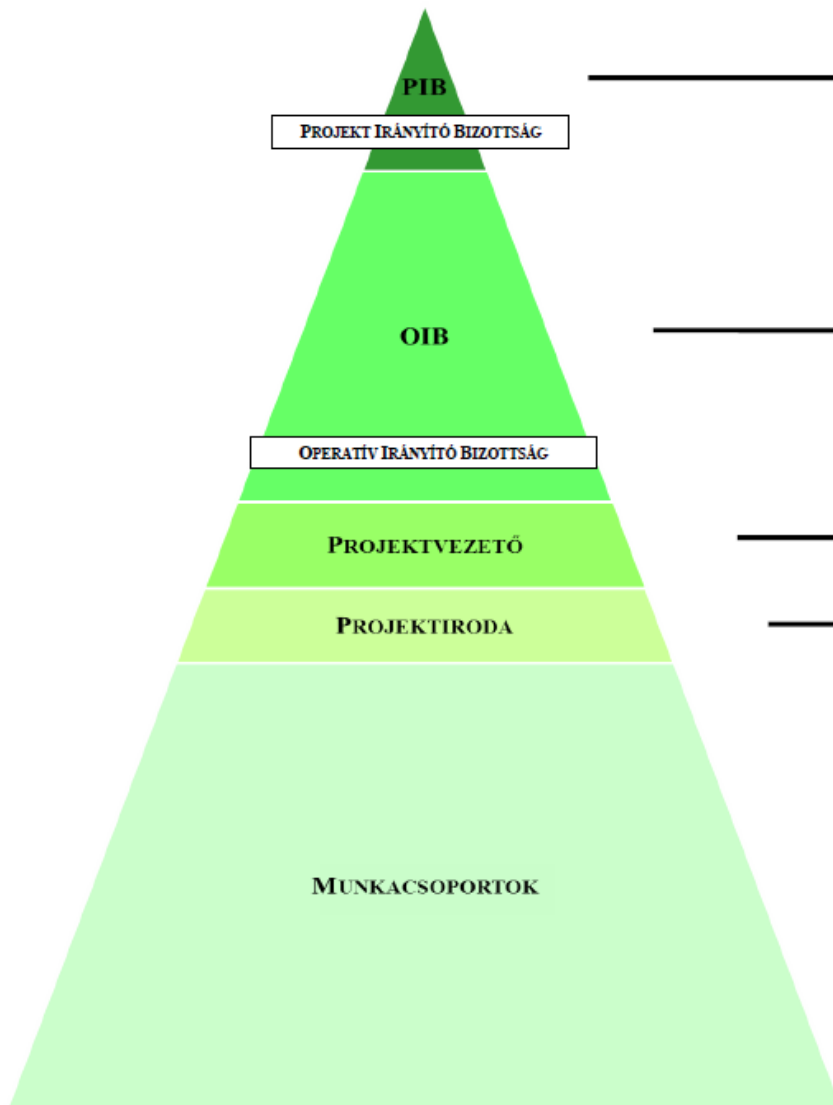 PIB
PROJEKT IRÁNYÍTÓ BIZOTTSÁG
OIB
OPERATÍV IRÁNYÍTÓ BIZOTTSÁG
PROJEKTVEZETŐ
PROJEKTIRODA
MUNKACSOPORTOK